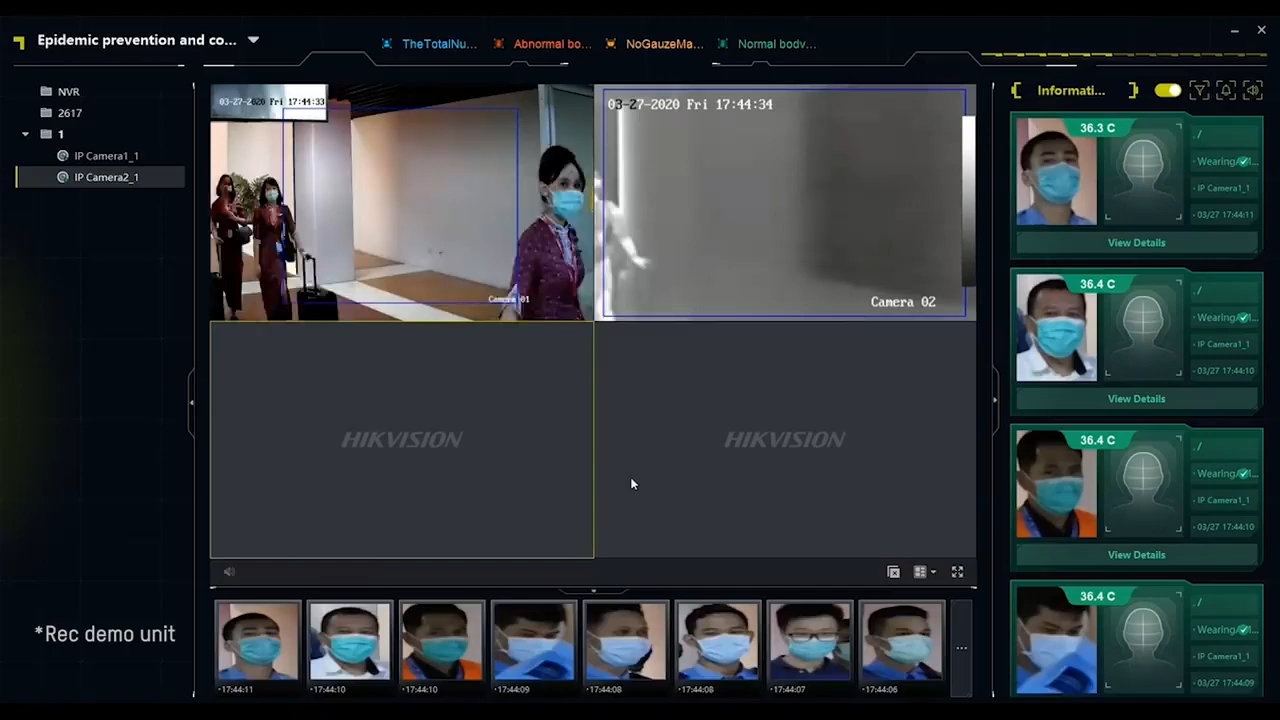 Epidemic prevention and co...
TheTotalNu...
Abnormal bo...
NoGauzeMa...
Normal bodv...
NVR
2617
1
IP Camera1_1
IP Camera2_1
03-27-2020 Fri 17:44:33
Camera 01
03-27-2020 Fri 17:44:34
Camera 02
HIKVISION
HIKVISION
Informati...
36.3 C
./
Wearing
IP Camera1_1
03/27 17:44:11
View Details
36.4 C
./
Wearing
IP Camera1_1
03/27 17:44:10
View Details
36.4 C
./
Wearing
IP Camera1_1
03/27 17:44:10
View Details
36.4 C
./
Wearing
IP Camera1_1
03/27 17:44:09
*Rec demo unit
17:44:11
17:44:10
17:44:10
17:44:09
17:44:08
17:44:08
17:44:07
17:44:06
...